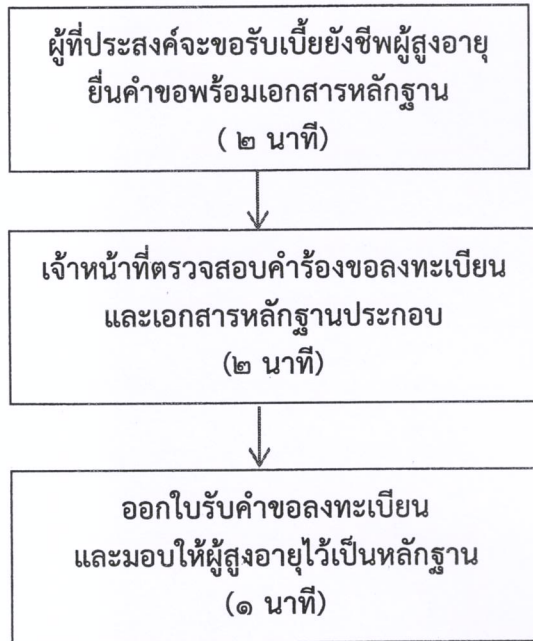 ผู้ที่ประสงค์จะขอรับเบี้ยยังชีพผู้สูงอายุ
ยื่นคำขอพร้อมเอกสารหลักฐาน
( ๒ นาที)
เจ้าหน้าที่ตรวจสอบคำร้องขอลงทะเบียน
และเอกสารหลักฐานประกอบ
(๒ นาที)
ออกใบรับคำขอลงทะเบียน
และมอบให้ผู้สูงอายุไว้เป็นหลักฐาน
(๑ นาที)